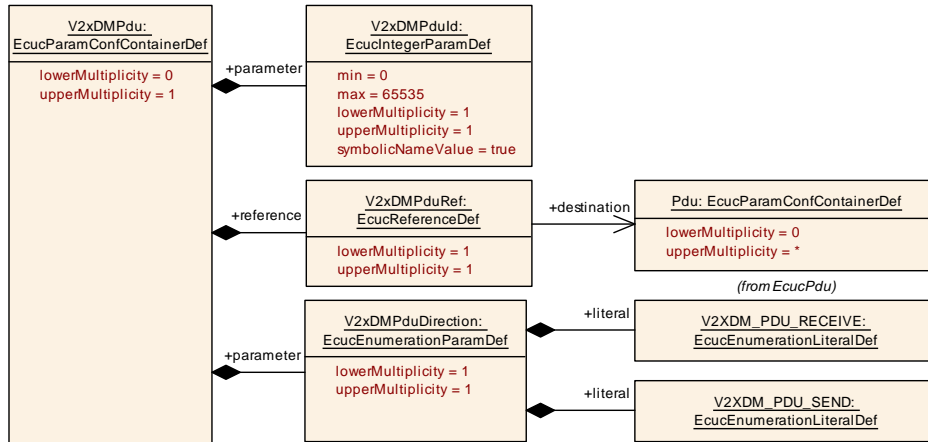 V2xDMPdu:
EcucParamConfContainerDef
lowerMultiplicity = 0
upperMultiplicity = 1
+parameter
V2xDMPduId:
EcucIntegerParamDef
min = 0
max = 65535
lowerMultiplicity = 1
upperMultiplicity = 1
symbolicNameValue = true
+reference
V2xDMPduRef:
EcucReferenceDef
lowerMultiplicity = 1
upperMultiplicity = 1
+destination
Pdu: EcucParamConfContainerDef
lowerMultiplicity = 0
upperMultiplicity = *
(from EcucPdu)
+parameter
V2xDMPduDirection:
EcucEnumerationParamDef
lowerMultiplicity = 1
upperMultiplicity = 1
+literal
V2XDM_PDU_RECEIVE:
EcucEnumerationLiteralDef
+literal
V2XDM_PDU_SEND:
EcucEnumerationLiteralDef